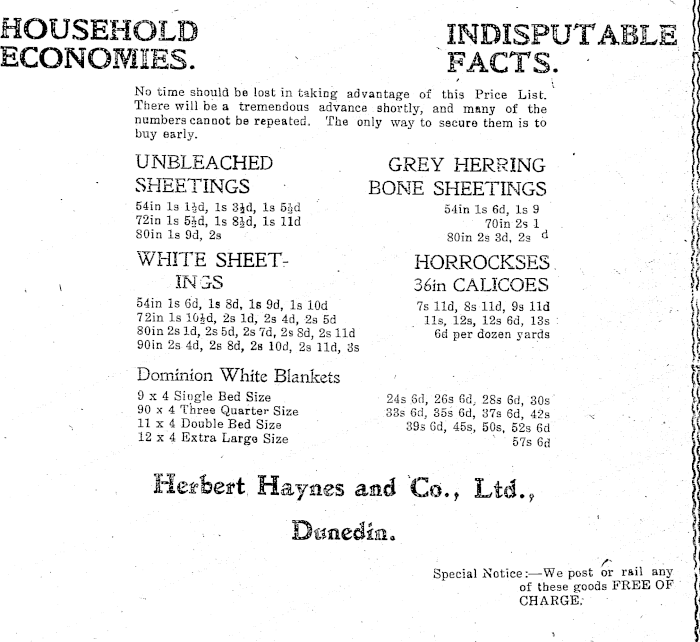 HOUSEHOLD ECONOMIES.
INDISPUTABLE FACTS.
No time should be lost in taking advantage of this Price List.
There will be a tremendous advance shortly, and many of the
numbers cannot be repeated. The only way to secure them is to
buy early.
UNBLEACHED
SHEETINGS
54in 1s 1½d, 1s 3½d, 1s 5½d
72in 1s 5½d, 1s 8½d, 1s 11d
80in 1s 9d, 2s
GREY HERRING
BONE SHEETINGS
54in 1s 6d, 1s 9
70in 2s 1
80in 2s 3d, 2s d
WHITE SHEET-
INGS
54in 1s 6d, 1s 8d, 1s 9d, 1s 10d
72in 1s 10½d, 2s 1d, 2s 4d, 2s 5d
80in 2s 1d, 2s 5d, 2s 7d, 2s 8d, 2s 11d
90in 2s 4d, 2s 8d, 2s 10d, 2s 11d, 3s
HORROCKSES
36in CALICOES
7s 11d, 8s 11d, 9s 11d
11s, 12s, 12s 6d, 13s
6d per dozen yards
Dominion White Blankets
9 x 4 Single Bed Size 24s 6d, 26s 6d, 28s 6d, 30s
90 x 4 Three Quarter Size 33s 6d, 35s 6d, 37s 6d, 42s
11 x 4 Double Bed Size 39s 6d, 45s, 50s, 52s 6d
12 x 4 Extra Large Size 57s 6d
Herbert Haynes and Co., Ltd.,
Dunedin.
Special Notice:—We post or rail any
of these goods FREE OF
CHARGE.